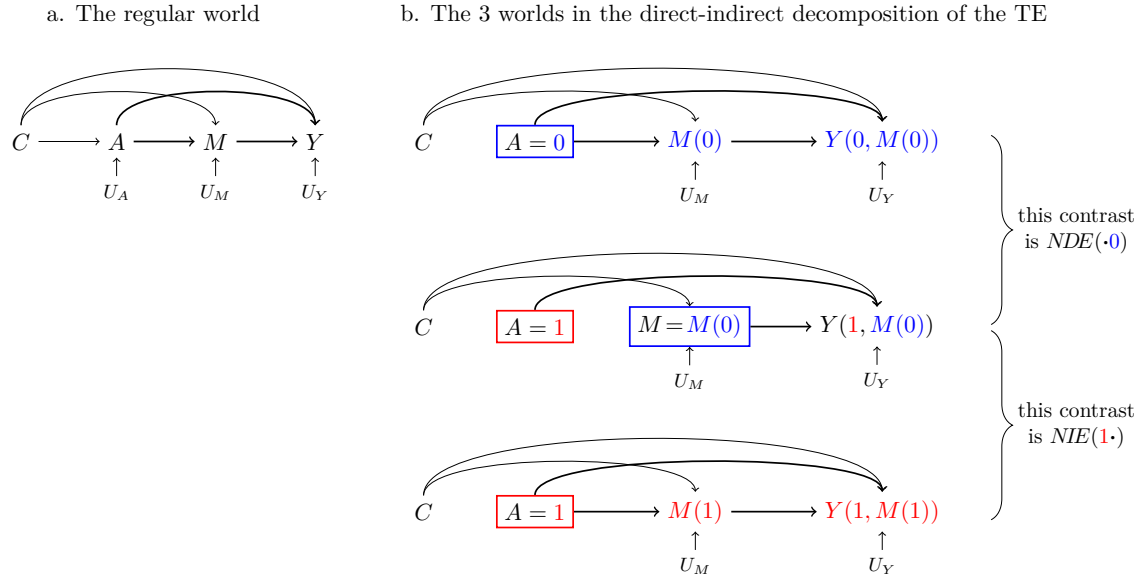 a. The regular world
b. The 3 worlds in the direct-indirect decomposition of the TE
C A M Y
U_A U_M U_Y
C A = 0 M(0) Y(0, M(0))
U_M U_Y
this contrast
is NDE(·0)
C A = 1 M = M(0) Y(1, M(0))
U_M U_Y
this contrast
is NIE(1·)
C A = 1 M(1) Y(1, M(1))
U_M U_Y